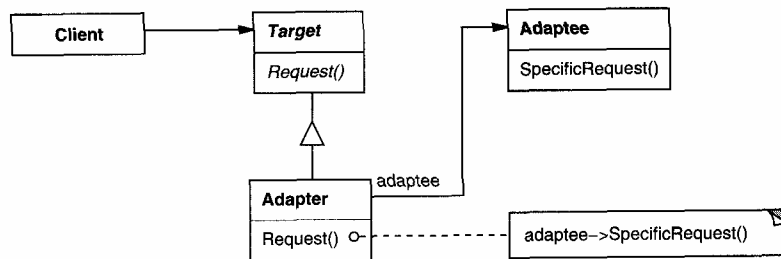 Client
Target
Request()
Adaptee
SpecificRequest()
adaptee
Adapter
Request()
adaptee->SpecificRequest()